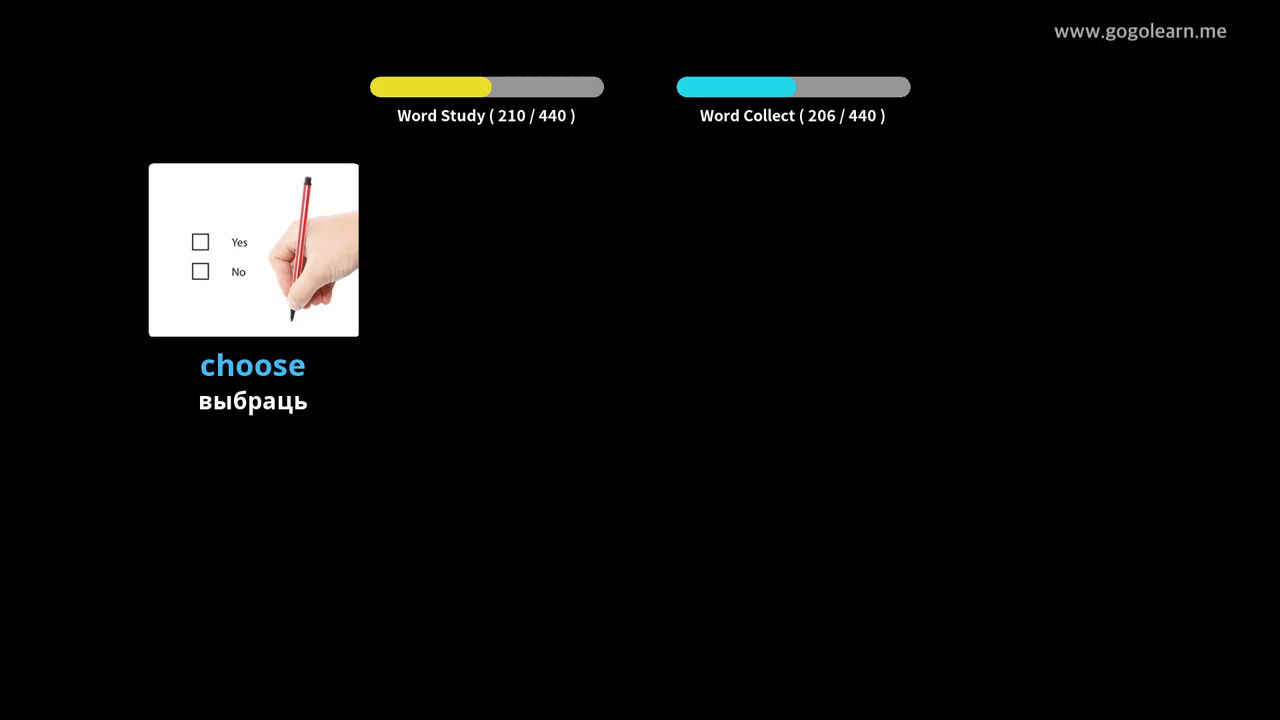 www.gogolearn.me
Word Study ( 210 / 440 )
Word Collect ( 206 / 440 )
Yes
No
choose
выбраць